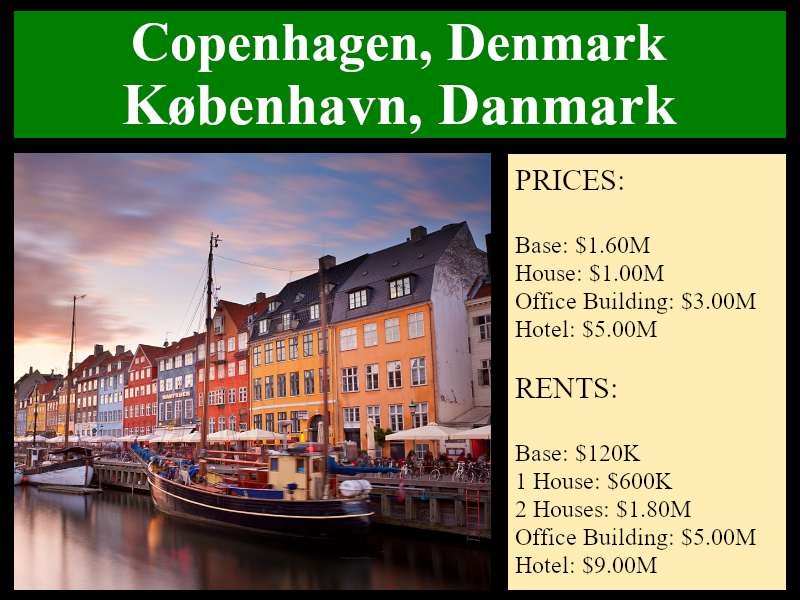 Copenhagen, Denmark
København, Danmark
PRICES:
Base: $1.60M
House: $1.00M
Office Building: $3.00M
Hotel: $5.00M
RENTS:
Base: $120K
1 House: $600K
2 Houses: $1.80M
Office Building: $5.00M
Hotel: $9.00M